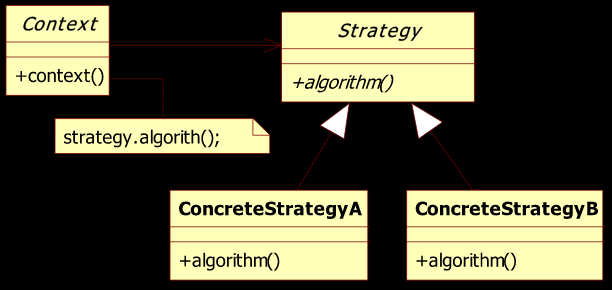 Context
+context()
Strategy
+algorithm()
strategy.algorith();
ConcreteStrategyA
+algorithm()
ConcreteStrategyB
+algorithm()